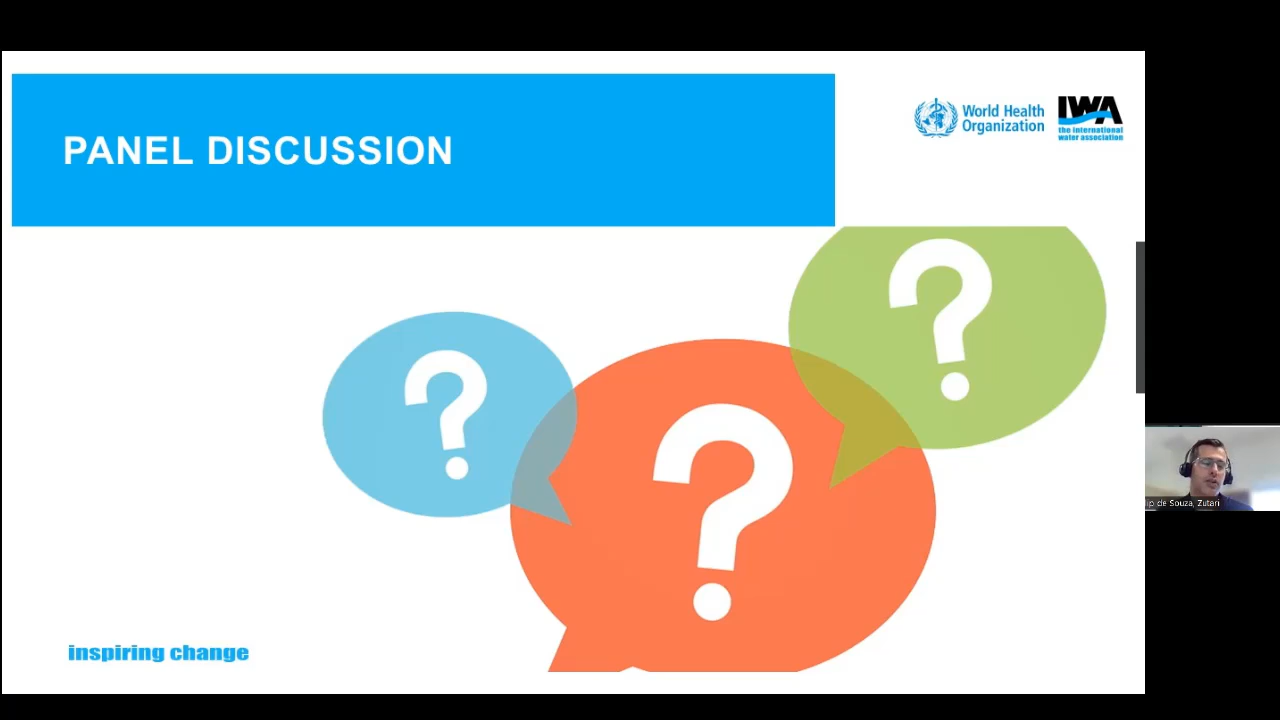 PANEL DISCUSSION
World Health
Organization
IWA
the international
water association
?
?
?
inspiring change
de Souza, Zutari